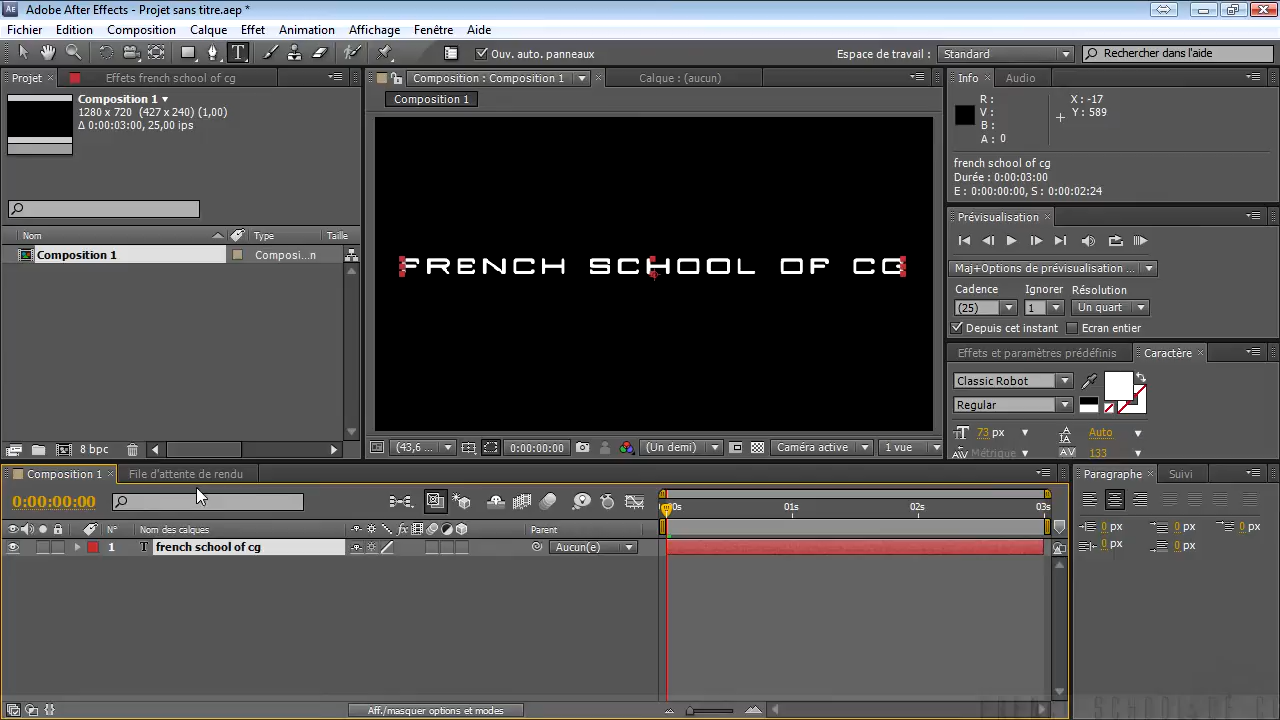 Adobe After Effects - Projet sans titre.aep *
Fichier Edition Composition Calque Effet Animation Affichage Fenêtre Aide
T Ouv. auto. panneaux Espace de travail : Standard Rechercher dans l'aide
Projet Effets french school of cg
Composition 1
1280 x 720 (427 x 240) (1,00)
Δ 0:00:03:00, 25,00 ips
Nom Type Taille
Composition 1 Composi...n
8 bpc
Composition : Composition 1 Calque : (aucun)
Composition 1
FRENCH SCHOOL OF CG
(43,6 ... 0:00:00:00 (Un demi) Caméra active 1 vue
Info Audio
R : X : -17
V : Y : 589
B :
A : 0
french school of cg
Durée : 0:00:03:00
E : 0:00:00:00, S : 0:00:02:24
Prévisualisation
Maj+Options de prévisualisation ...
Cadence Ignorer Résolution
(25) 1 Un quart
Depuis cet instant Ecran entier
Effets et paramètres prédéfinis Caractère
Classic Robot
Regular
73 px Auto
Métrique 133
Composition 1 File d'attente de rendu
0:00:00:00
00s 01s 02s 03s
N° Nom des calques Parent
1 T french school of cg Aucun(e)
Aff./masquer options et modes
Paragraphe Suivi
0 px 0 px 0 px
0 px 0 px